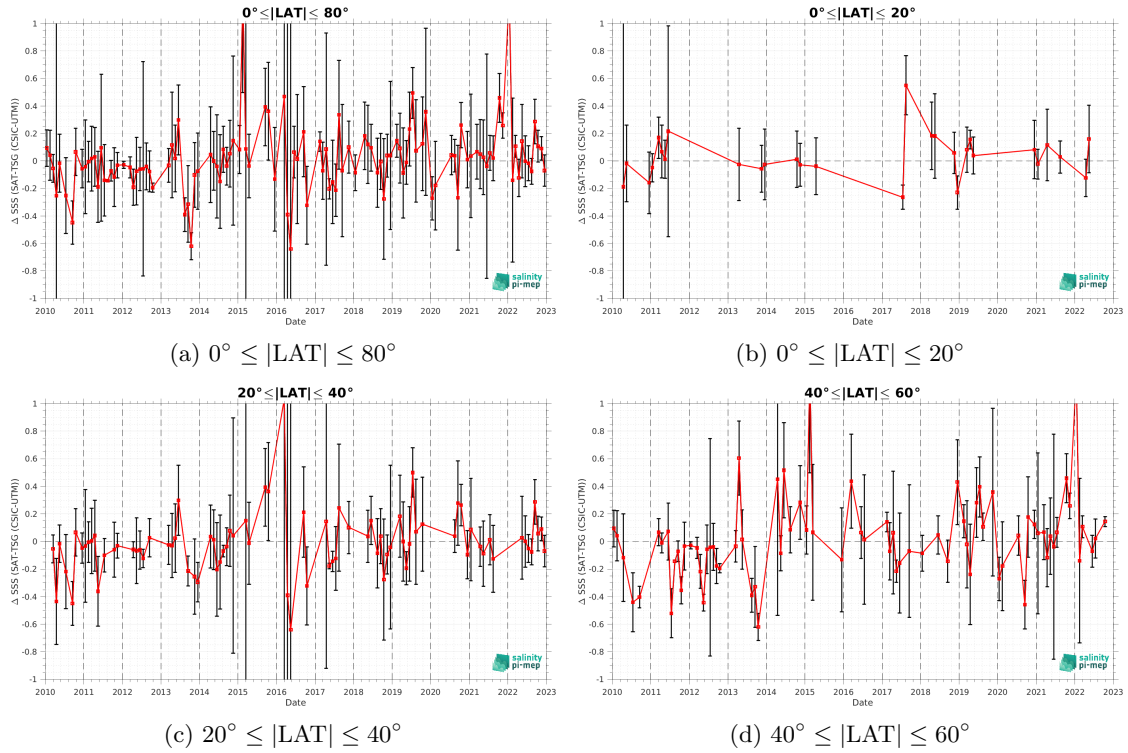 0°≤|LAT|≤ 80°
Δ SSS (SAT-TSG (CSIC-UTM))
1
0.8
0.6
0.4
0.2
0
-0.2
-0.4
-0.6
-0.8
-1
2010 2011 2012 2013 2014 2015 2016 2017 2018 2019 2020 2021 2022 2023
Date
salinity
pi-mep
(a) 0° ≤ |LAT| ≤ 80°
0°≤|LAT|≤ 20°
Δ SSS (SAT-TSG (CSIC-UTM))
1
0.8
0.6
0.4
0.2
0
-0.2
-0.4
-0.6
-0.8
-1
2010 2011 2012 2013 2014 2015 2016 2017 2018 2019 2020 2021 2022 2023
Date
salinity
pi-mep
(b) 0° ≤ |LAT| ≤ 20°
20°≤|LAT|≤ 40°
Δ SSS (SAT-TSG (CSIC-UTM))
1
0.8
0.6
0.4
0.2
0
-0.2
-0.4
-0.6
-0.8
-1
2010 2011 2012 2013 2014 2015 2016 2017 2018 2019 2020 2021 2022 2023
Date
salinity
pi-mep
(c) 20° ≤ |LAT| ≤ 40°
40°≤|LAT|≤ 60°
Δ SSS (SAT-TSG (CSIC-UTM))
1
0.8
0.6
0.4
0.2
0
-0.2
-0.4
-0.6
-0.8
-1
2010 2011 2012 2013 2014 2015 2016 2017 2018 2019 2020 2021 2022 2023
Date
salinity
pi-mep
(d) 40° ≤ |LAT| ≤ 60°